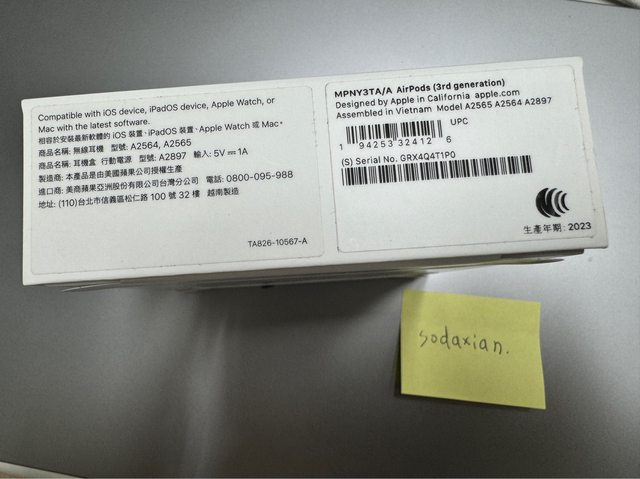 Compatible with iOS device, iPadOS device, Apple Watch, or
Mac with the latest software.
相容於安裝最新軟體的 iOS 裝置、iPadOS 裝置、Apple Watch 或 Mac。
商品名稱: 無線耳機 型號: A2564, A2565
商品名稱: 耳機盒 行動電源 型號: A2897 輸入: 5V⎓1A
製造商: 本產品是由美國蘋果公司授權生產
進口商: 美商蘋果亞洲股份有限公司台灣分公司 電話: 0800-095-988
地址: (110)台北市信義區松仁路 100 號 32 樓 越南製造
TA826-10567-A
MPNY3TA/A AirPods (3rd generation)
Designed by Apple in California apple.com
Assembled in Vietnam Model A2565 A2564 A2897
UPC
1 94253 32412 6
(S) Serial No. GRX4Q4T1P0
生產年期: 2023
sodaxian.